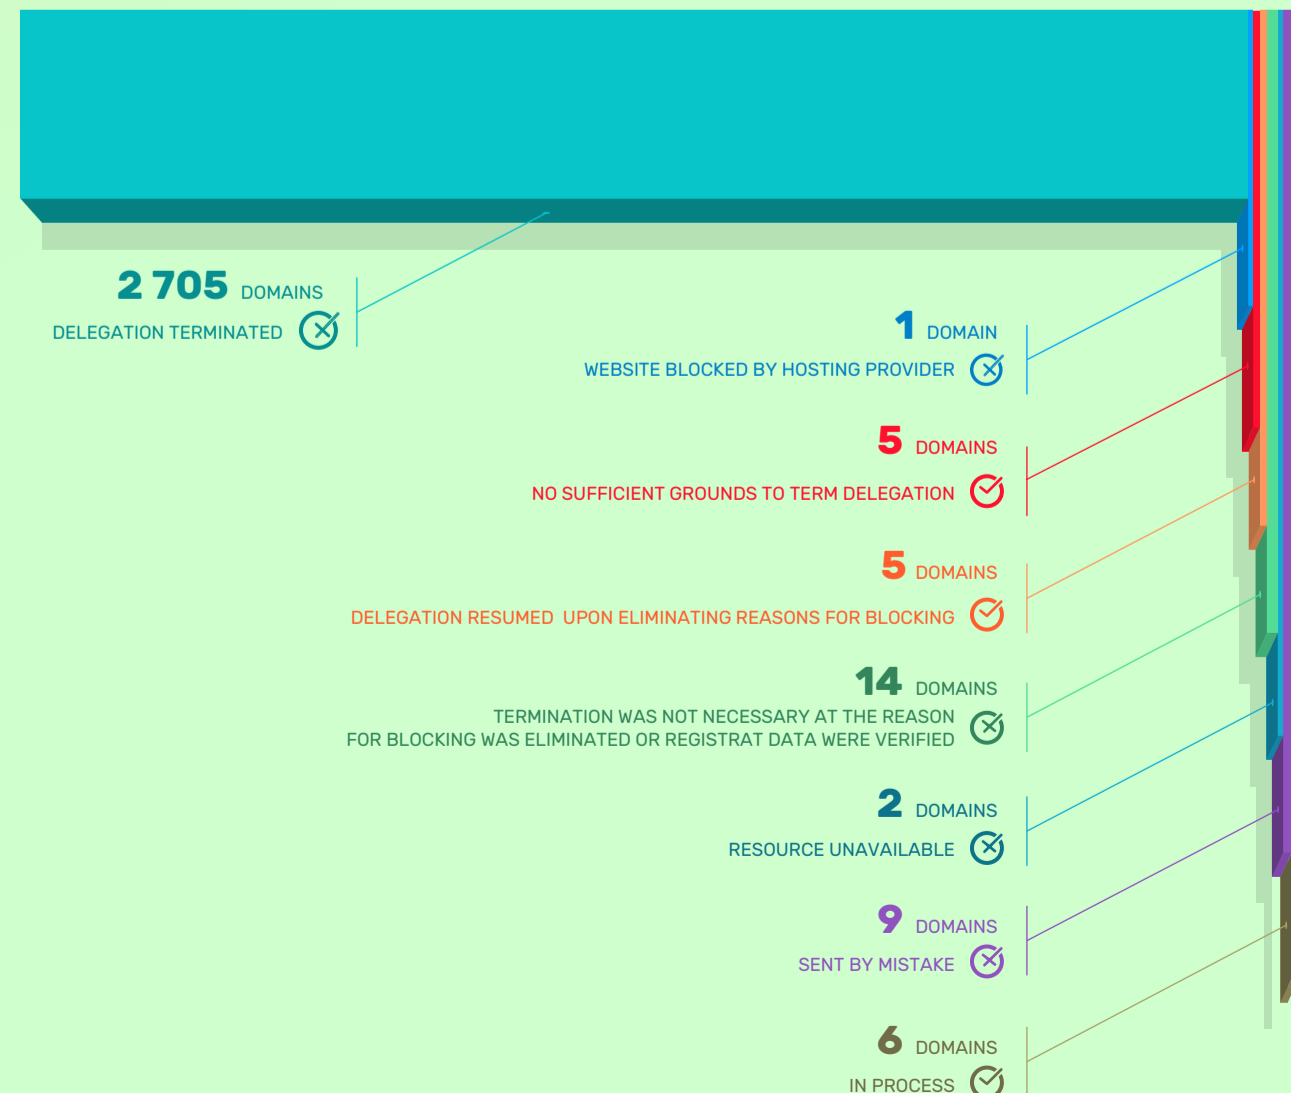 2 705 DOMAINS
DELEGATION TERMINATED
1 DOMAIN
WEBSITE BLOCKED BY HOSTING PROVIDER
5 DOMAINS
NO SUFFICIENT GROUNDS TO TERM DELEGATION
5 DOMAINS
DELEGATION RESUMED  UPON ELIMINATING REASONS FOR BLOCKING
14 DOMAINS
TERMINATION WAS NOT NECESSARY AT THE REASON
FOR BLOCKING WAS ELIMINATED OR REGISTRAT DATA WERE VERIFIED
2 DOMAINS
RESOURCE UNAVAILABLE
9 DOMAINS
SENT BY MISTAKE
6 DOMAINS
IN PROCESS